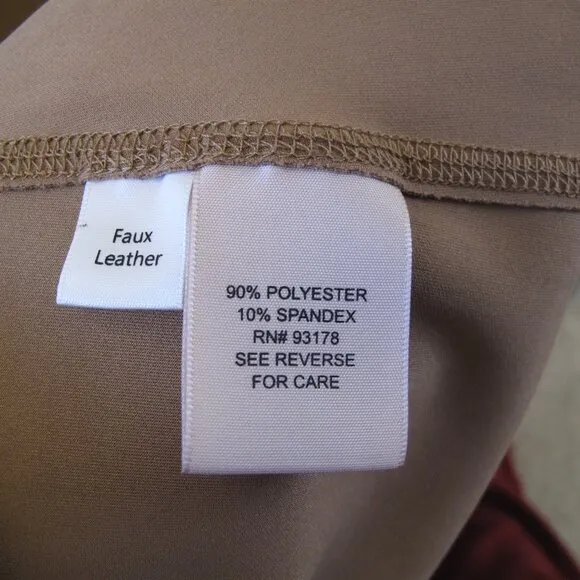 Faux
Leather
90% POLYESTER
10% SPANDEX
RN# 93178
SEE REVERSE
FOR CARE